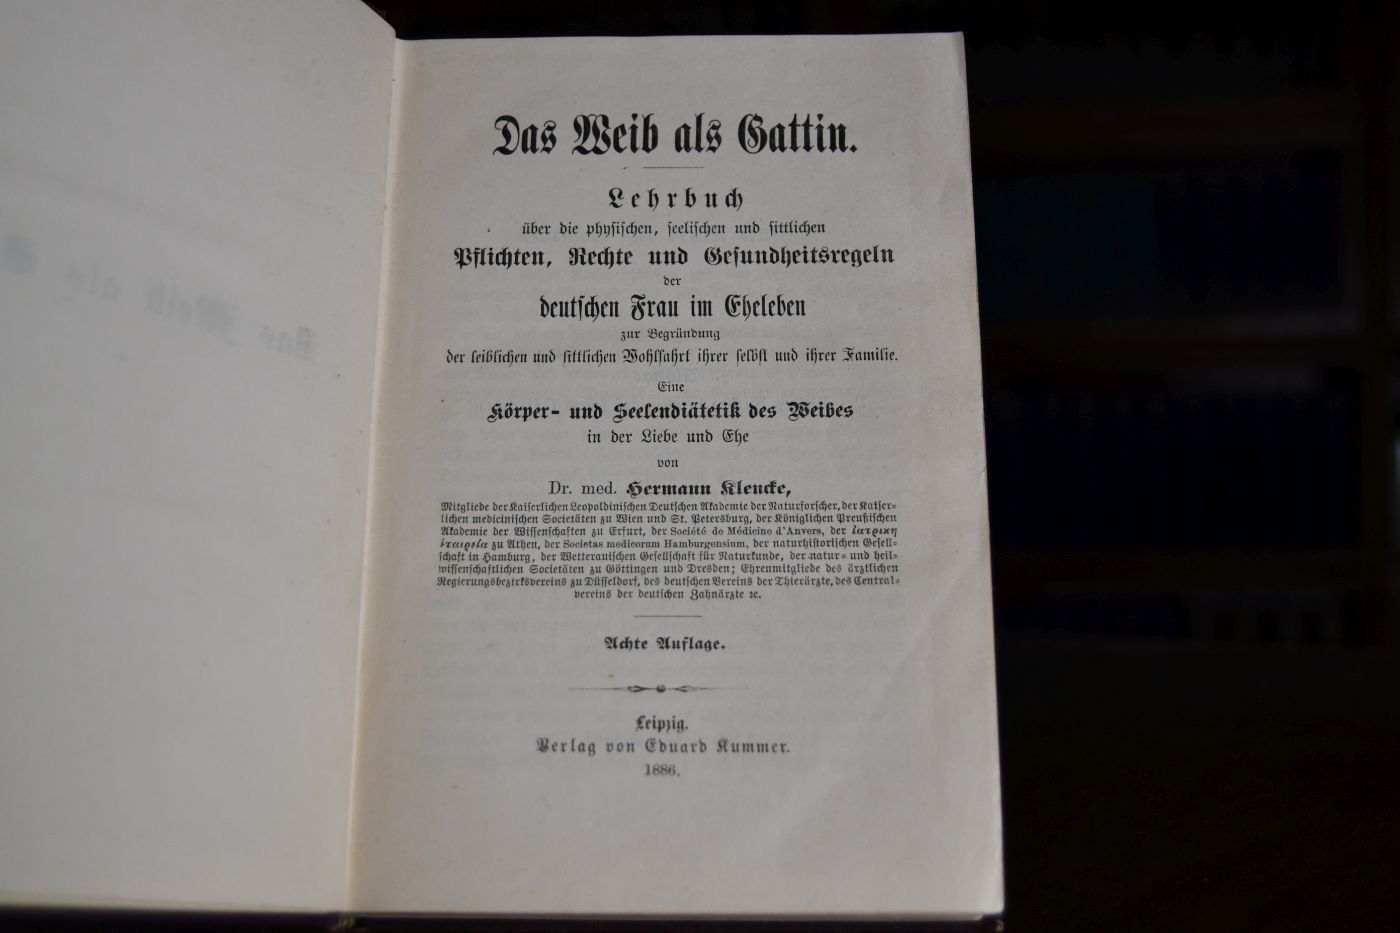 Das Weib als Gattin.
Lehrbuch
über die physischen, seelischen und sittlichen
Pflichten, Rechte und Gesundheitsregeln
der
deutschen Frau im Eheleben
zur Begründung
der leiblichen und sittlichen Wohlfahrt ihrer selbst und ihrer Familie.
Eine
Körper- und Seelendiätetik des Weibes
in der Liebe und Ehe
von
Dr. med. Hermann Klencke,
Mitgliede der Kaiserlichen Leopoldinischen Deutschen Akademie der Naturforscher, der Kaiser-
lichen medicinischen Societäten zu Wien und St. Petersburg, der Königlichen Preußischen
Akademie der Wissenschaften zu Erfurt, der Société de Médicine d'Anvers, der ἰατρικη
ἑταιρεία zu Athen, der Societas medicorum Hamburgensium, der naturhistorischen Gesell-
schaft in Hamburg, der Wetterauischen Gesellschaft für Naturkunde, der natur- und heil-
wissenschaftlichen Societäten zu Göttingen und Dresden; Ehrenmitgliede des ärztlichen
Regierungsbezirksvereins zu Düsseldorf, des deutschen Vereins der Thierärzte, des Central-
vereins der deutschen Zahnärzte ꝛc.
Achte Auflage.
Leipzig.
Verlag von Eduard Kummer.
1886.